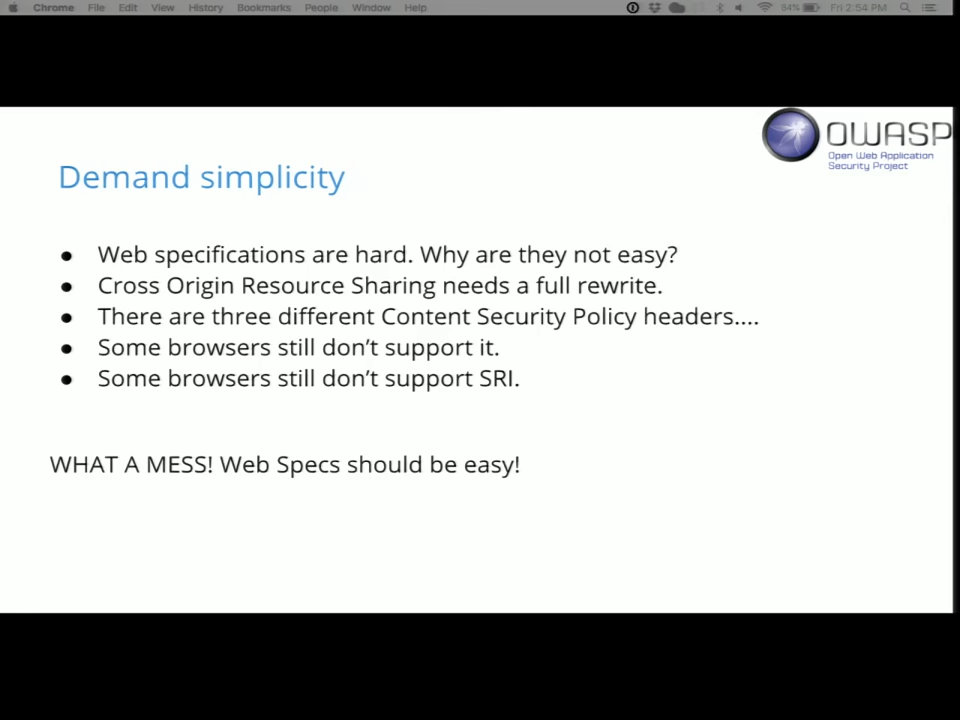 Chrome File Edit View History Bookmarks People Window Help 84% Fri 2:54 PM
OWASP
Open Web Application
Security Project
Demand simplicity
● Web specifications are hard. Why are they not easy?
● Cross Origin Resource Sharing needs a full rewrite.
● There are three different Content Security Policy headers....
● Some browsers still don’t support it.
● Some browsers still don’t support SRI.
WHAT A MESS! Web Specs should be easy!